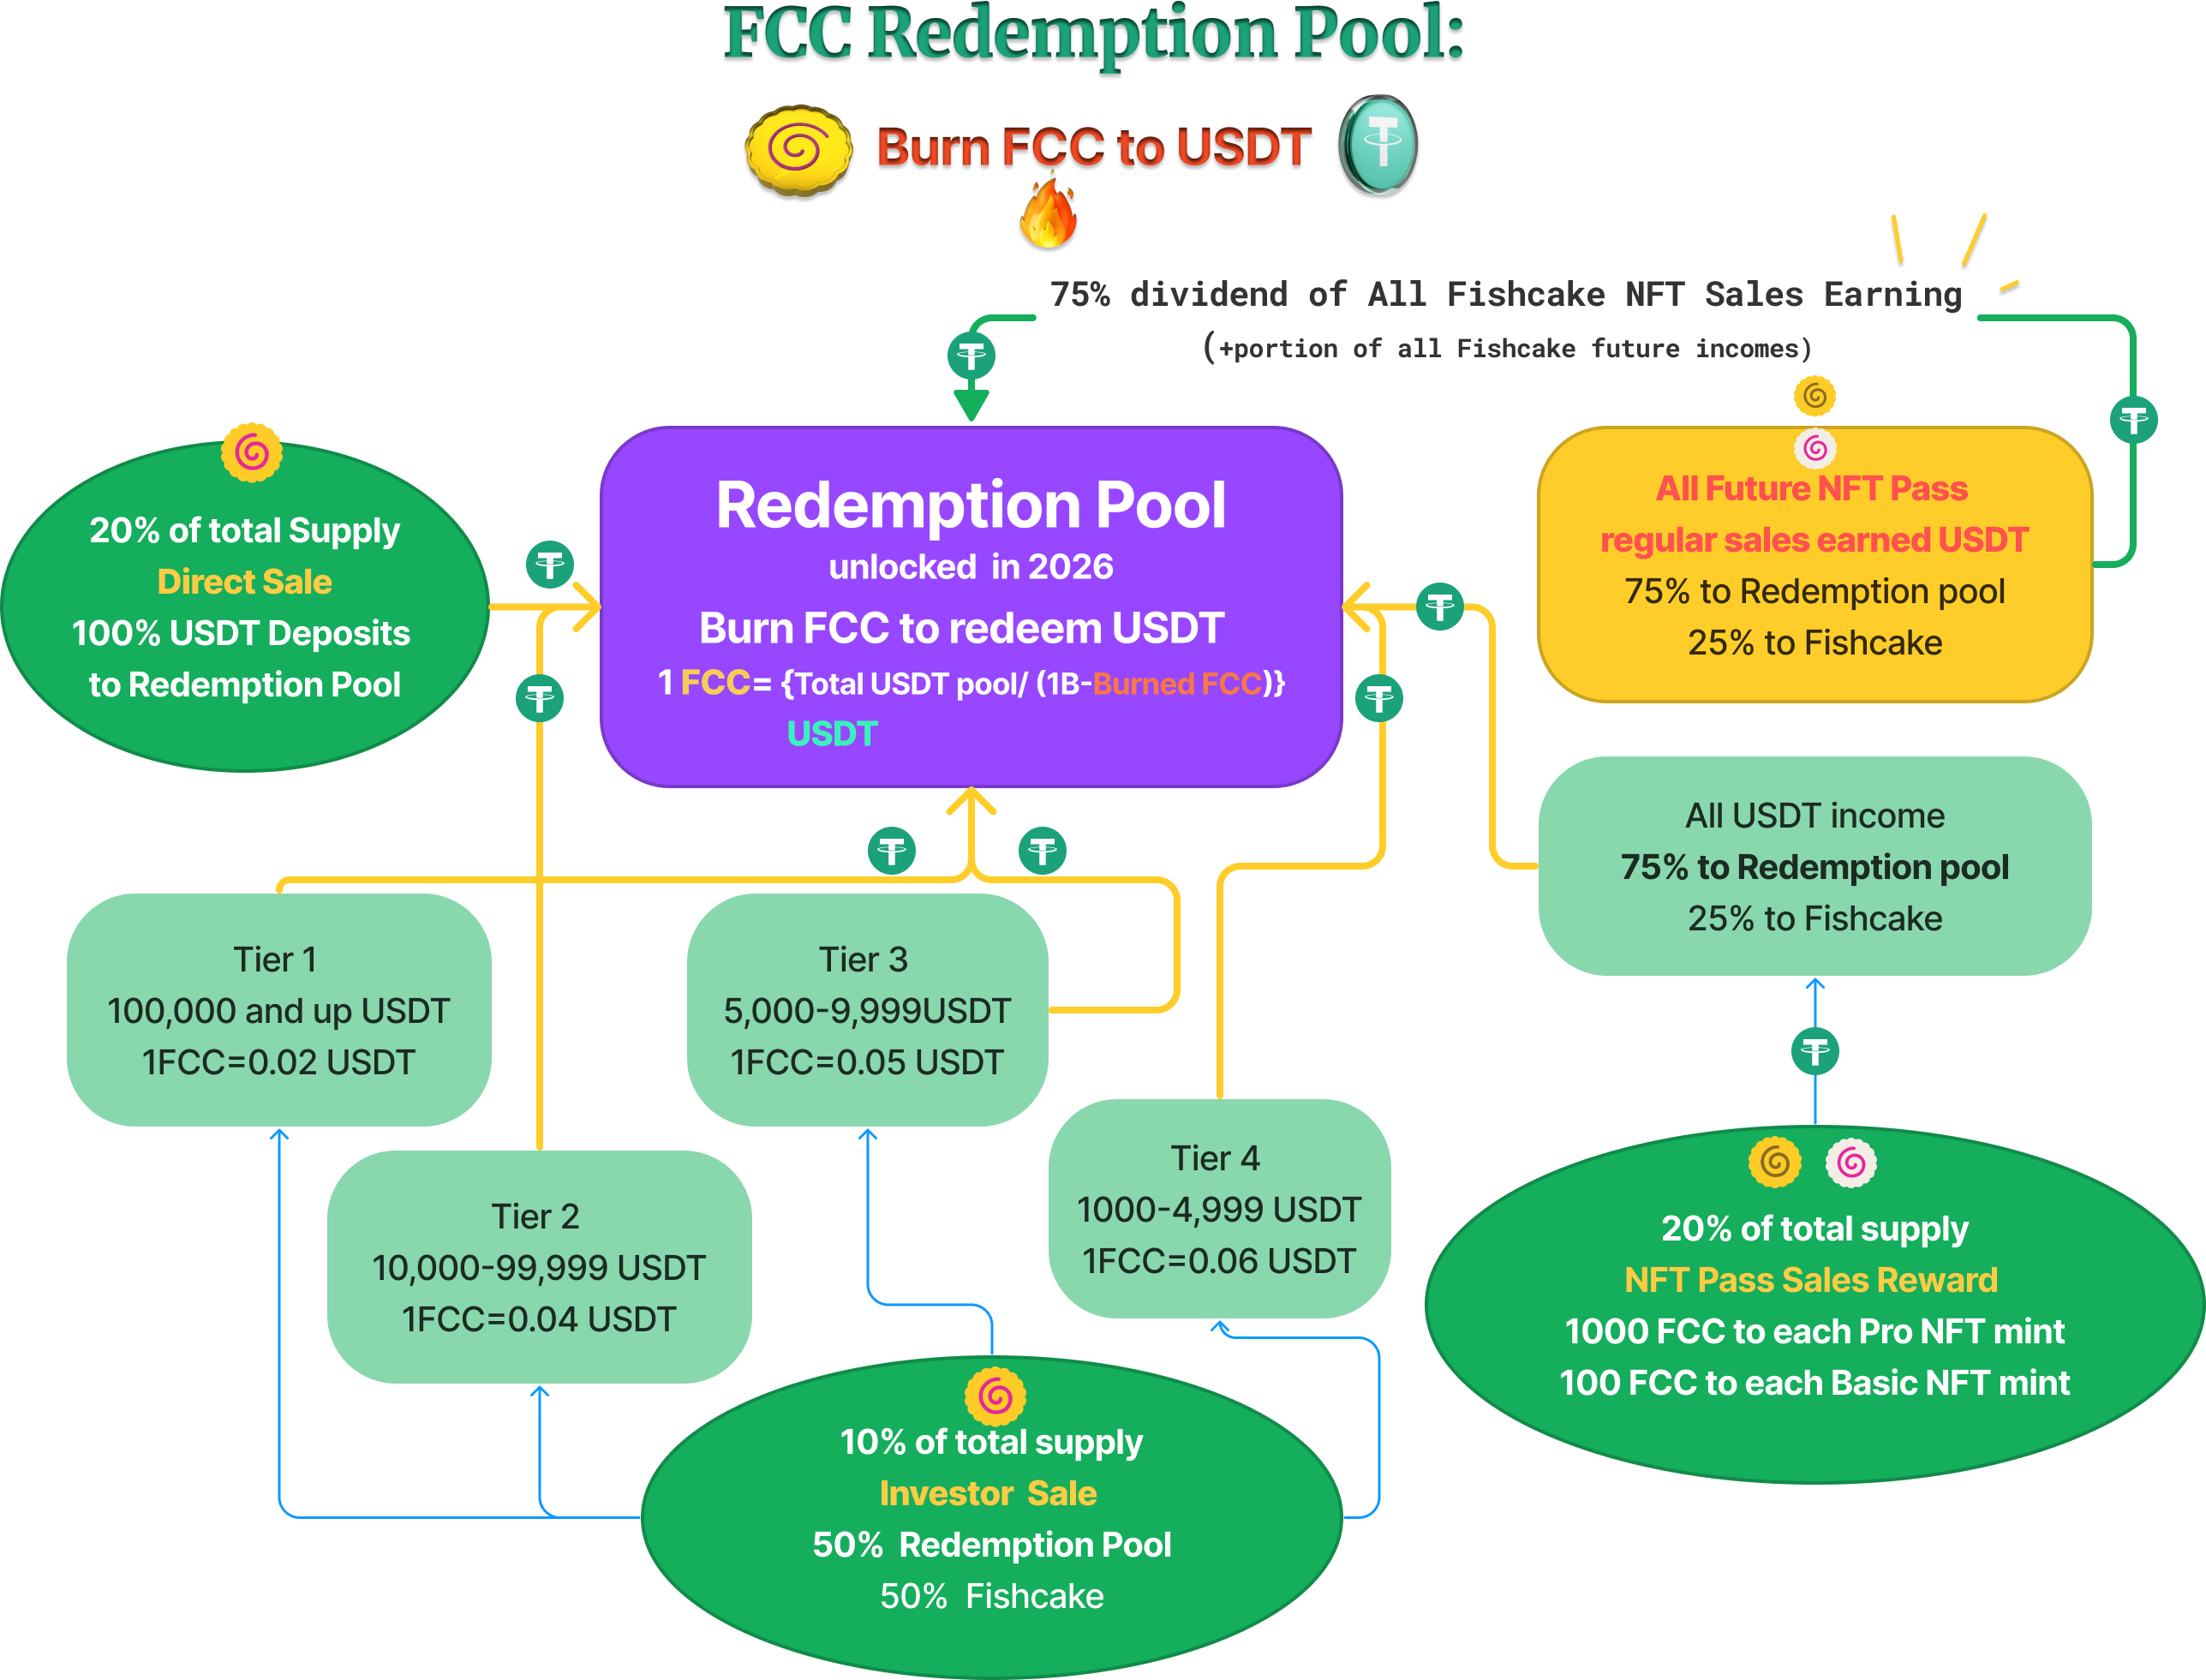 FCC Redemption Pool:
Burn FCC to USDT
75% dividend of All Fishcake NFT Sales Earning
(+portion of all Fishcake future incomes)
20% of total Supply
Direct Sale
100% USDT Deposits
to Redemption Pool
Redemption Pool
unlocked in 2026
Burn FCC to redeem USDT
1 FCC= {Total USDT pool/ (1B-Burned FCC)}
USDT
All Future NFT Pass
regular sales earned USDT
75% to Redemption pool
25% to Fishcake
All USDT income
75% to Redemption pool
25% to Fishcake
Tier 1
100,000 and up USDT
1FCC=0.02 USDT
Tier 2
10,000-99,999 USDT
1FCC=0.04 USDT
Tier 3
5,000-9,999USDT
1FCC=0.05 USDT
Tier 4
1000-4,999 USDT
1FCC=0.06 USDT
20% of total supply
NFT Pass Sales Reward
1000 FCC to each Pro NFT mint
100 FCC to each Basic NFT mint
10% of total supply
Investor Sale
50% Redemption Pool
50% Fishcake